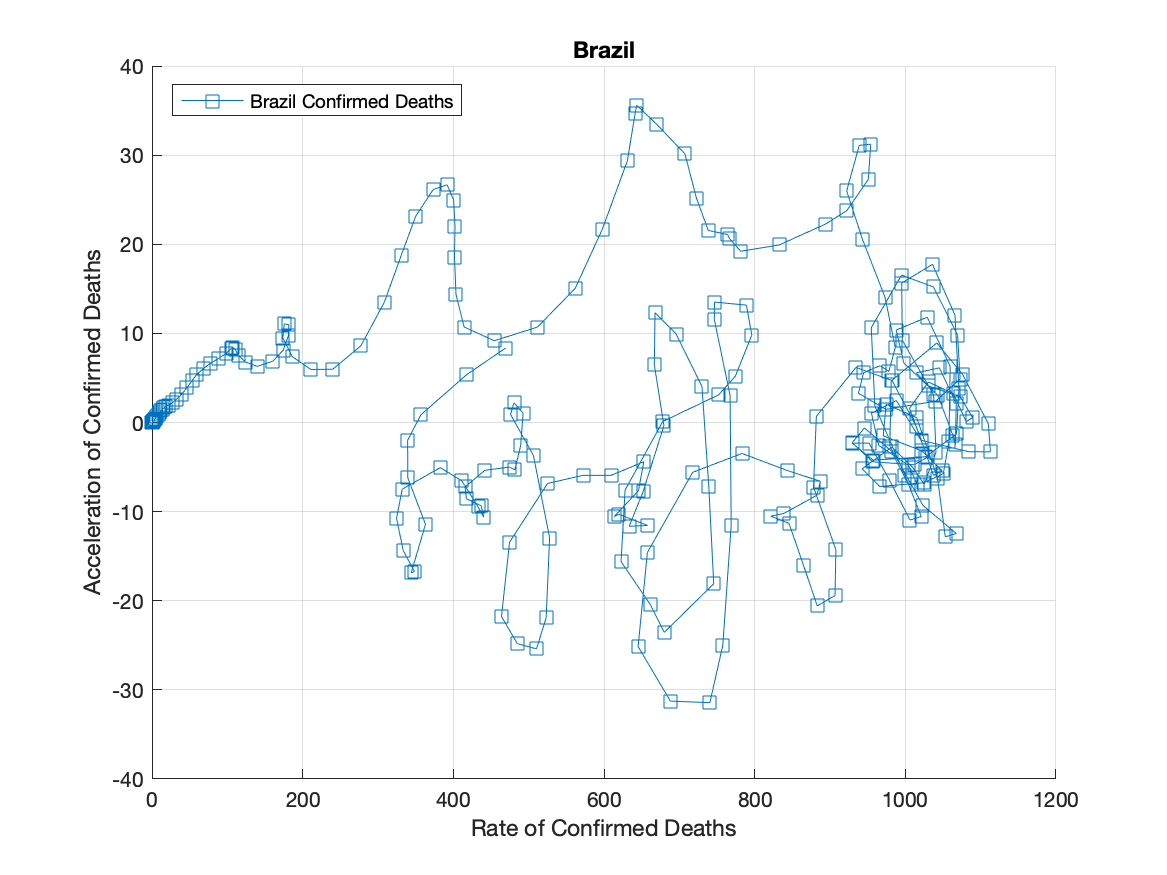 Brazil
Brazil Confirmed Deaths
40
30
20
10
0
-10
-20
-30
-40
Acceleration of Confirmed Deaths
0 200 400 600 800 1000 1200
Rate of Confirmed Deaths